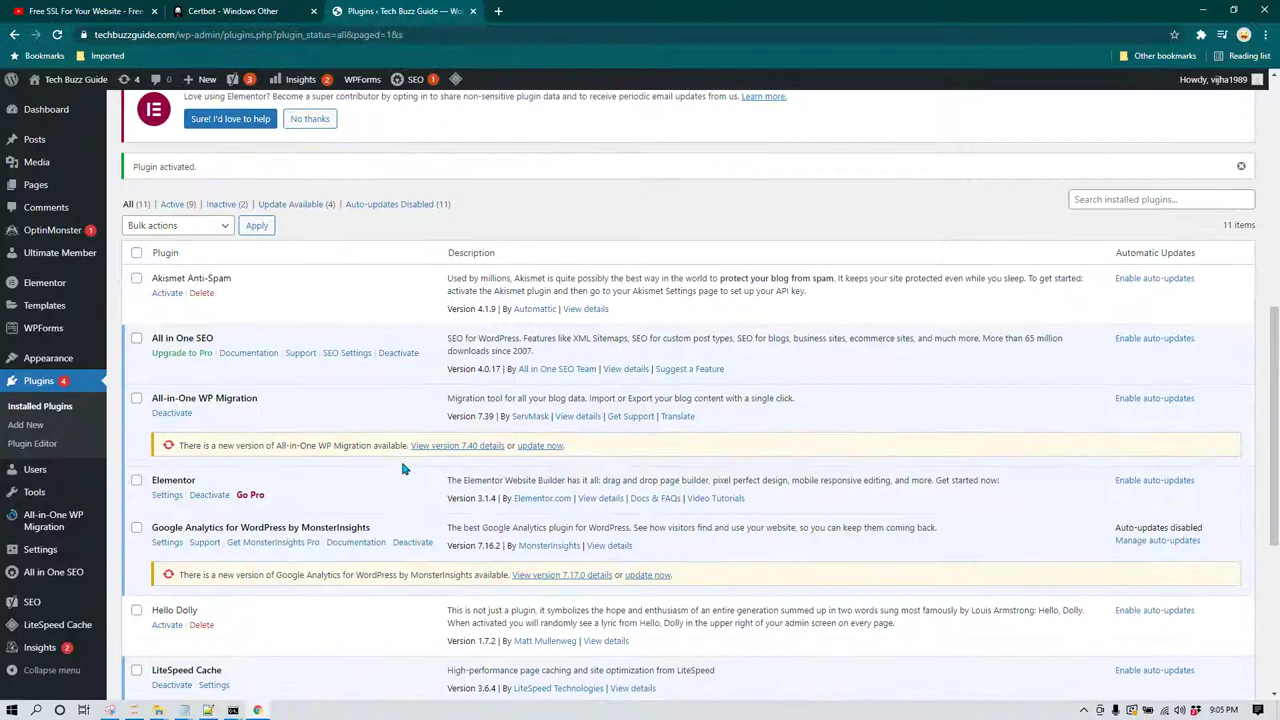 Free SSL For Your Website - Free
Certbot - Windows Other
Plugins ‹ Tech Buzz Guide — Wor
techbuzzguide.com/wp-admin/plugins.php?plugin_status=all&paged=1&s
Bookmarks Imported Other bookmarks Reading list
Tech Buzz Guide 4 0 New 3 Insights 2 WPForms SEO 1 Howdy, vijha1989
Love using Elementor? Become a super contributor by opting in to share non-sensitive plugin data and to receive periodic email updates from us. Learn more.
Sure! I'd love to help No thanks
Plugin activated.
All (11) | Active (9) | Inactive (2) | Update Available (4) | Auto-updates Disabled (11)
Search installed plugins...
Bulk actions Apply 11 items
Dashboard
Posts
Media
Pages
Comments
OptinMonster 1
Ultimate Member
Elementor
Templates
WPForms
Appearance
Plugins 4
Installed Plugins
Add New
Plugin Editor
Users
Tools
All-in-One WP
Migration
Settings
All in One SEO
SEO
LiteSpeed Cache
Insights 2
Collapse menu
Plugin Description Automatic Updates
Akismet Anti-Spam
Activate | Delete
Used by millions, Akismet is quite possibly the best way in the world to protect your blog from spam. It keeps your site protected even while you sleep. To get started:
activate the Akismet plugin and then go to your Akismet Settings page to set up your API key.
Version 4.1.9 | By Automattic | View details
Enable auto-updates
All in One SEO
Upgrade to Pro | Documentation | Support | SEO Settings | Deactivate
SEO for WordPress. Features like XML Sitemaps, SEO for custom post types, SEO for blogs, business sites, ecommerce sites, and much more. More than 65 million
downloads since 2007.
Version 4.0.17 | By All in One SEO Team | View details | Suggest a Feature
Enable auto-updates
All-in-One WP Migration
Deactivate
Migration tool for all your blog data. Import or Export your blog content with a single click.
Version 7.39 | By ServMask | View details | Get Support | Translate
Enable auto-updates
There is a new version of All-in-One WP Migration available. View version 7.40 details or update now.
Elementor
Settings | Deactivate Go Pro
The Elementor Website Builder has it all: drag and drop page builder, pixel perfect design, mobile responsive editing, and more. Get started now!
Version 3.1.4 | By Elementor.com | View details | Docs & FAQs | Video Tutorials
Enable auto-updates
Google Analytics for WordPress by MonsterInsights
Settings | Support | Get MonsterInsights Pro | Documentation | Deactivate
The best Google Analytics plugin for WordPress. See how visitors find and use your website, so you can keep them coming back.
Version 7.16.2 | By MonsterInsights | View details
Auto-updates disabled
Manage auto-updates
There is a new version of Google Analytics for WordPress by MonsterInsights available. View version 7.17.0 details or update now.
Hello Dolly
Activate | Delete
This is not just a plugin, it symbolizes the hope and enthusiasm of an entire generation summed up in two words sung most famously by Louis Armstrong: Hello, Dolly.
When activated you will randomly see a lyric from Hello, Dolly in the upper right of your admin screen on every page.
Version 1.7.2 | By Matt Mullenweg | View details
Enable auto-updates
LiteSpeed Cache
Deactivate | Settings
High-performance page caching and site optimization from LiteSpeed
Version 3.6.4 | By LiteSpeed Technologies | View details
Enable auto-updates
9:05 PM